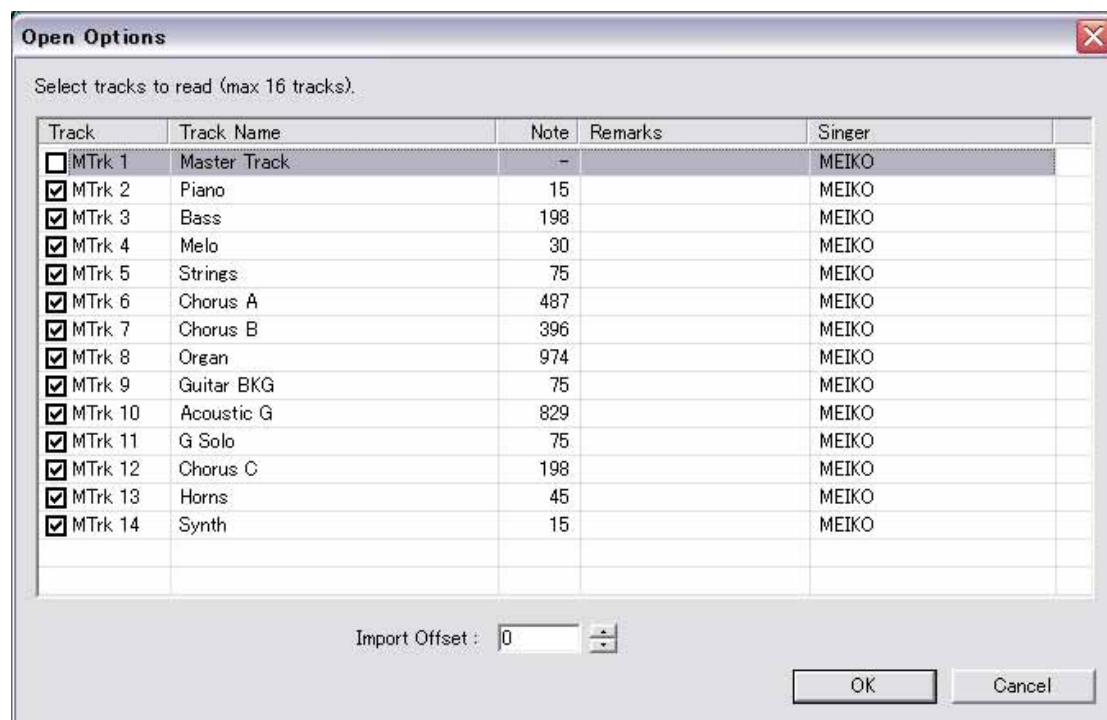 Open Options
Select tracks to read (max 16 tracks).
Track Track Name Note Remarks Singer
MTrk 1 Master Track - MEIKO
MTrk 2 Piano 15 MEIKO
MTrk 3 Bass 198 MEIKO
MTrk 4 Melo 30 MEIKO
MTrk 5 Strings 75 MEIKO
MTrk 6 Chorus A 487 MEIKO
MTrk 7 Chorus B 396 MEIKO
MTrk 8 Organ 974 MEIKO
MTrk 9 Guitar BKG 75 MEIKO
MTrk 10 Acoustic G 829 MEIKO
MTrk 11 G Solo 75 MEIKO
MTrk 12 Chorus C 198 MEIKO
MTrk 13 Horns 45 MEIKO
MTrk 14 Synth 15 MEIKO
Import Offset : 0
OK Cancel